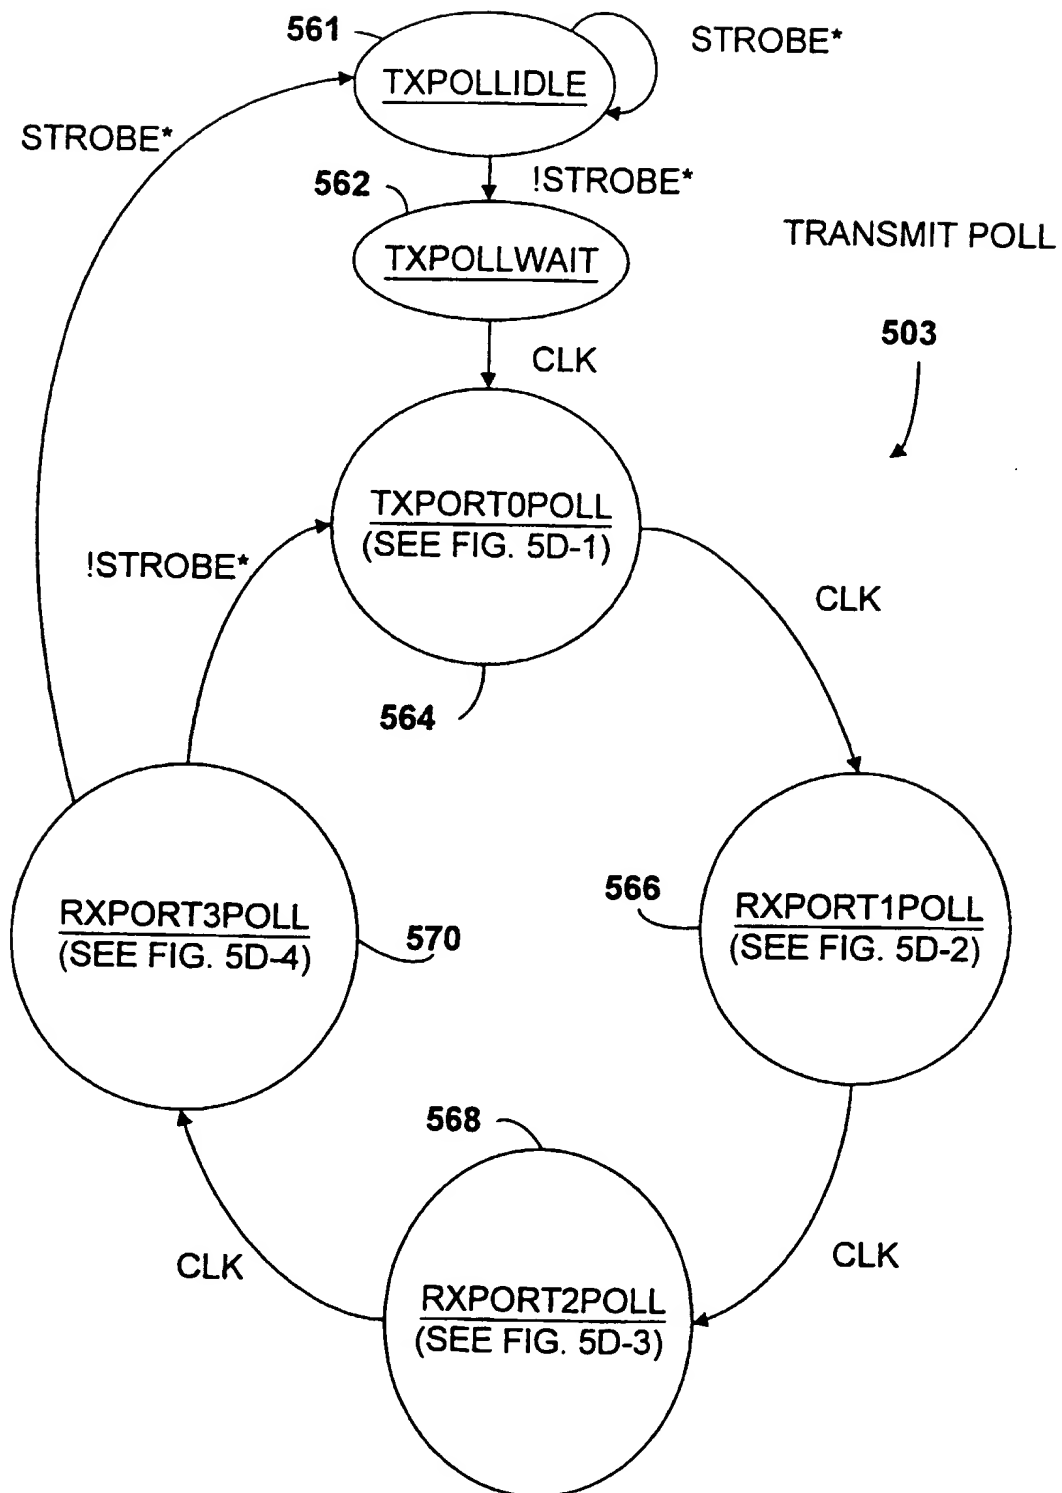 561
STROBE*
TXPOLLIDLE
STROBE*
562
!STROBE*
TXPOLLWAIT
TRANSMIT POLL
503
CLK
TXPORT0POLL
(SEE FIG. 5D-1)
!STROBE*
CLK
564
RXPORT3POLL
(SEE FIG. 5D-4)
570
566
RXPORT1POLL
(SEE FIG. 5D-2)
568
CLK
CLK
RXPORT2POLL
(SEE FIG. 5D-3)